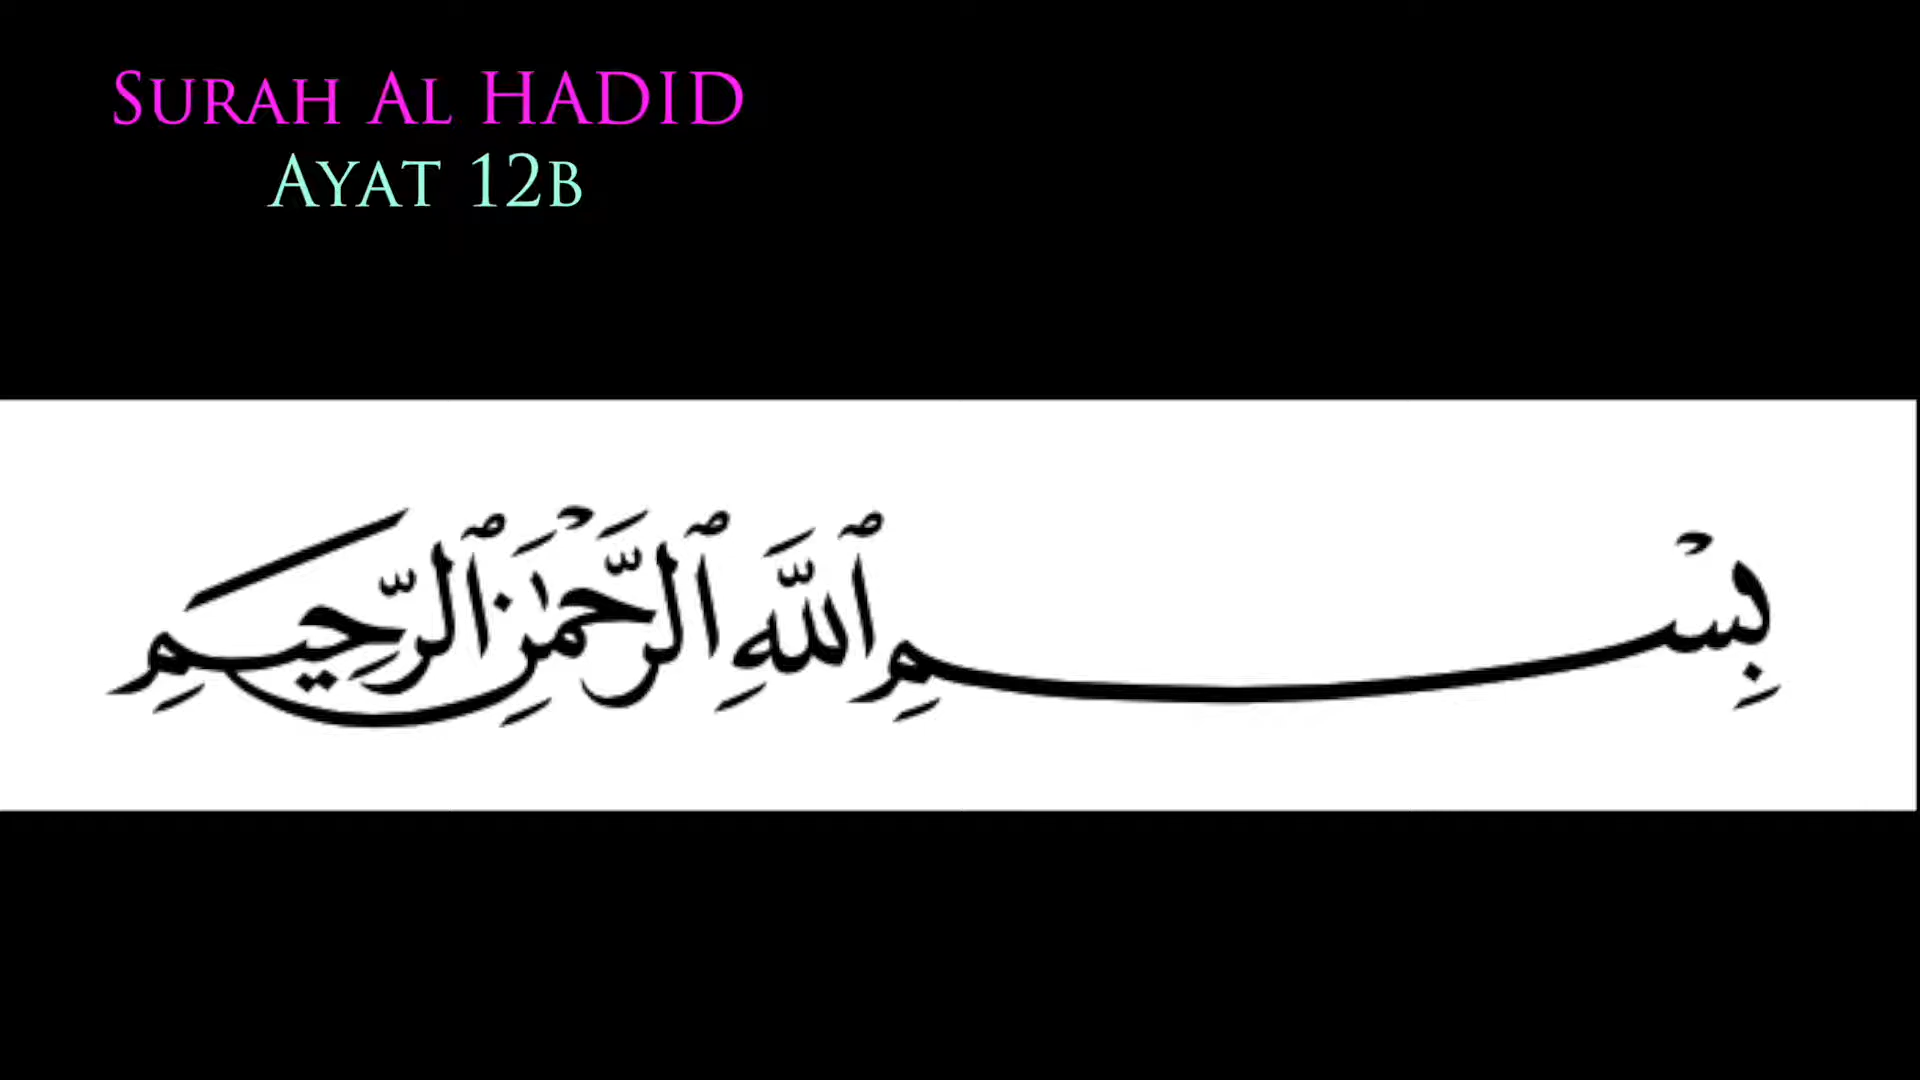 Surah Al HADID
Ayat 12b
بِسْمِ ٱللَّهِ ٱلرَّحْمَٰنِ ٱلرَّحِيمِ